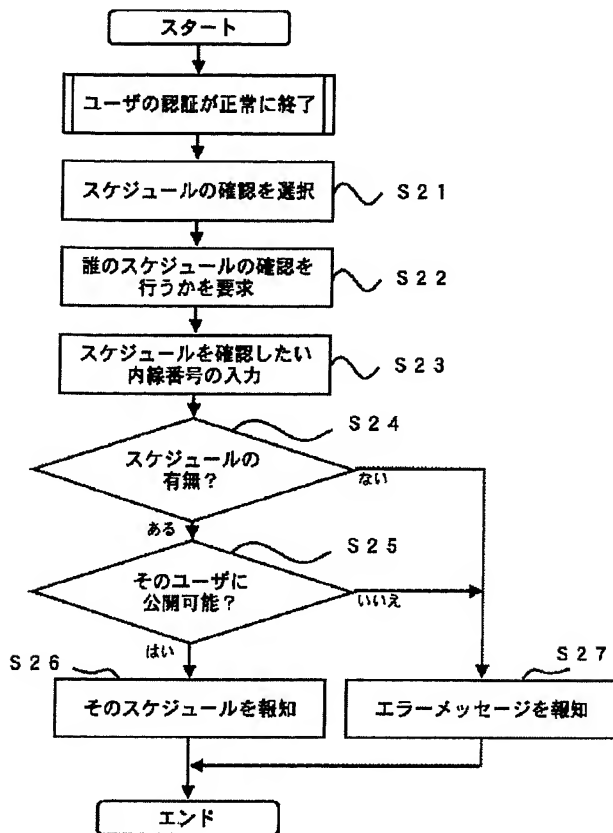 スタート
ユーザの認証が正常に終了
スケジュールの確認を選択
S21
誰のスケジュールの確認を
行うかを要求
S22
スケジュールを確認したい
内線番号の入力
S23
S24
スケジュールの
有無?
ない
ある
S25
そのユーザに
公開可能?
いいえ
はい
S26
そのスケジュールを報知
S27
エラーメッセージを報知
エンド